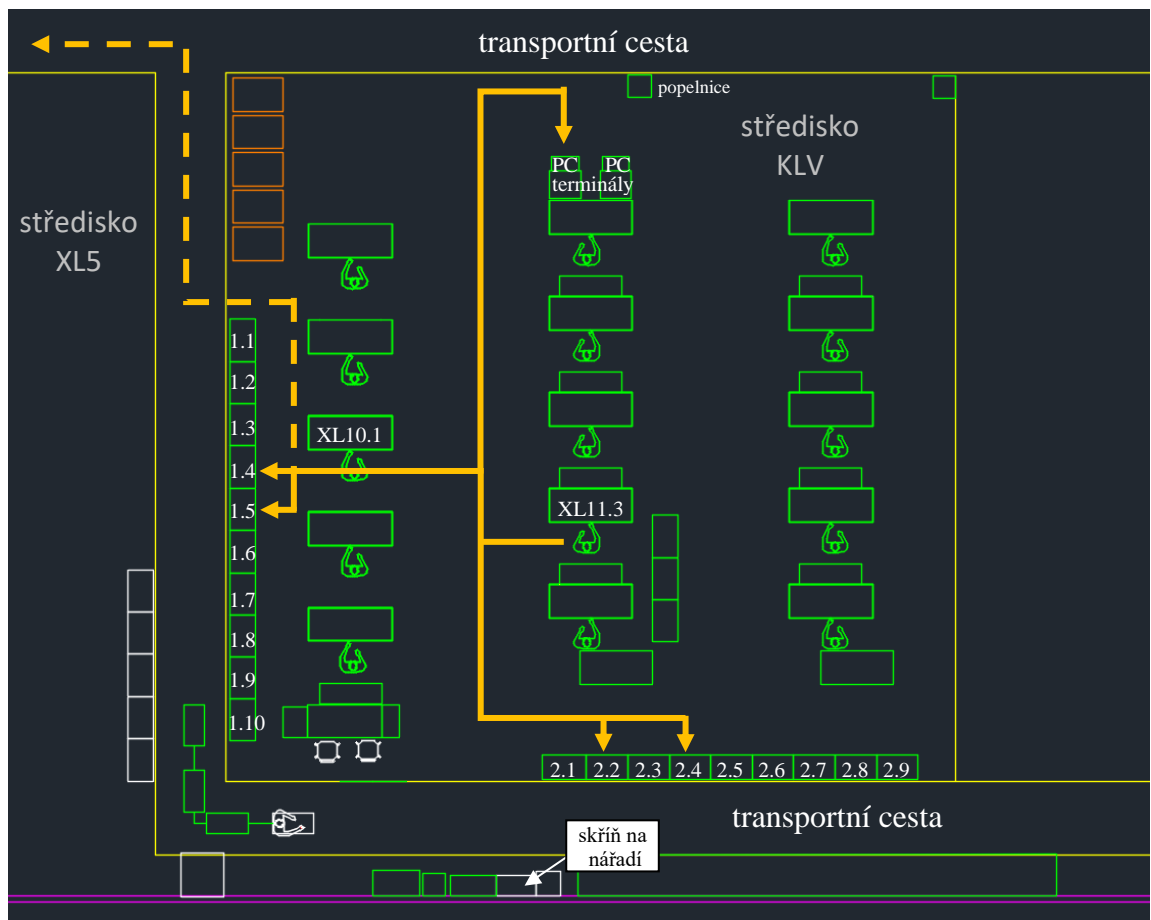 transportní cesta
popelnice
středisko
KLV
PC
PC
terminály
středisko
XL5
1.1
1.2
1.3
XL10.1
1.4
1.5
XL11.3
1.6
1.7
1.8
1.9
1.10
2.1
2.2
2.3
2.4
2.5
2.6
2.7
2.8
2.9
transportní cesta
skříň na
nářadí